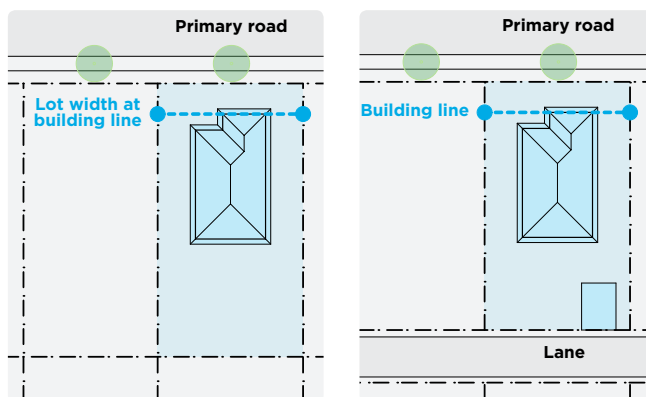 Primary road
Lot width at
building line
Primary road
Building line
Lane